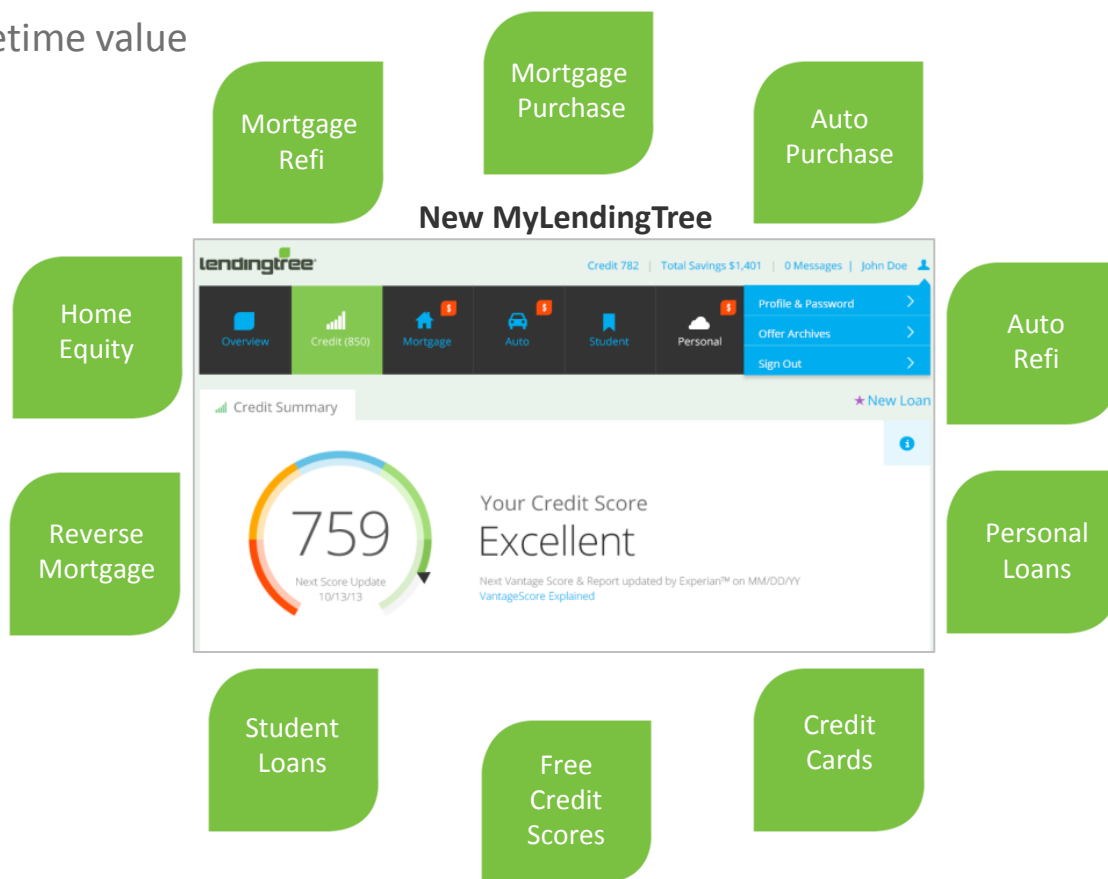 etime value
Mortgage
Purchase
Mortgage
Refi
Auto
Purchase
New MyLendingTree
lendingtree
Credit 782 | Total Savings $1,401 | 0 Messages | John Doe
Overview
Credit (850)
$
Mortgage
$
Auto
Student
$
Personal
Profile & Password
Offer Archives
Sign Out
Home
Equity
Auto
Refi
Credit Summary
★ New Loan
759
Next Score Update
10/13/13
Your Credit Score
Excellent
Next Vantage Score & Report updated by Experian™ on MM/DD/YY
VantageScore Explained
Reverse
Mortgage
Personal
Loans
Student
Loans
Free
Credit
Scores
Credit
Cards